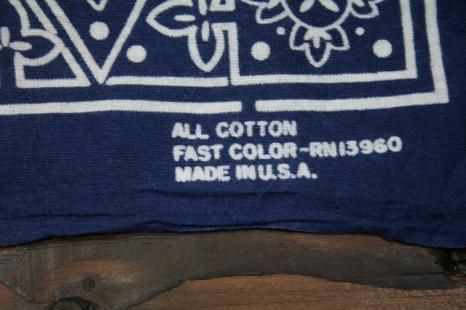 ALL COTTON
FAST COLOR-RN13960
MADE IN U.S.A.